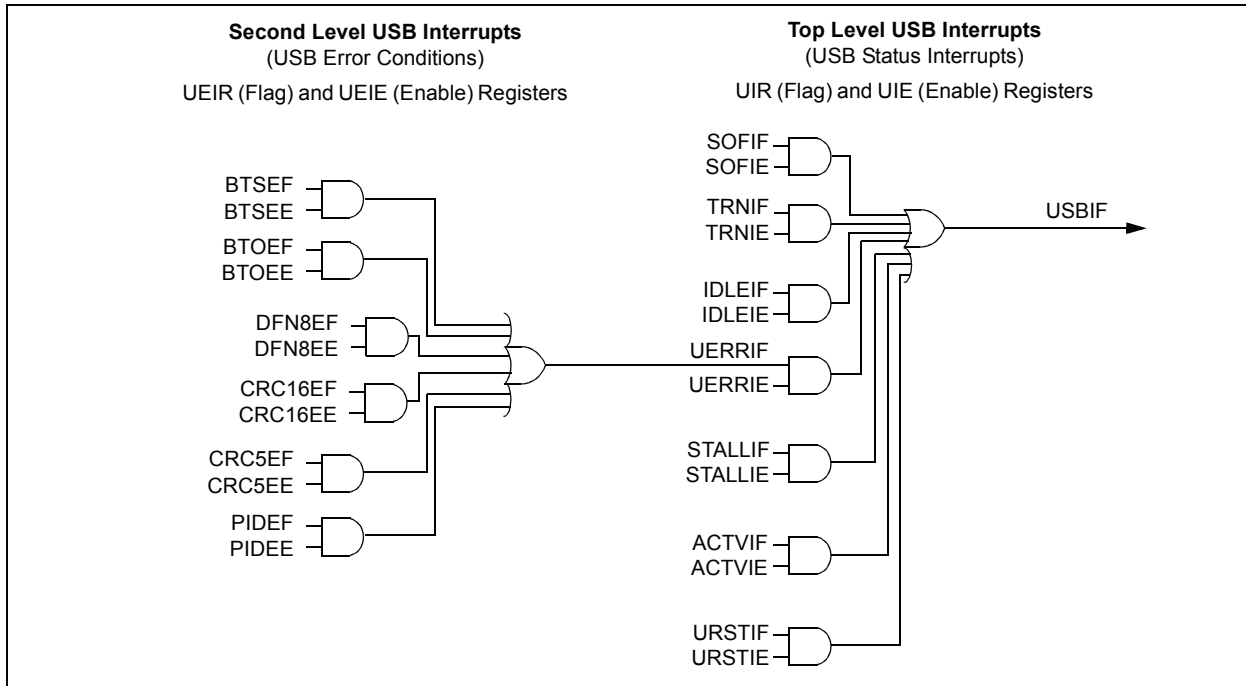 Second Level USB Interrupts
(USB Error Conditions)
UEIR (Flag) and UEIE (Enable) Registers
BTSEF
BTSEE
BTOEF
BTOEE
DFN8EF
DFN8EE
CRC16EF
CRC16EE
CRC5EF
CRC5EE
PIDEF
PIDEE
Top Level USB Interrupts
(USB Status Interrupts)
UIR (Flag) and UIE (Enable) Registers
SOFIF
SOFIE
TRNIF
TRNIE
IDLEIF
IDLEIE
UERRIF
UERRIE
STALLIF
STALLIE
ACTVIF
ACTVIE
URSTIF
URSTIE
USBIF